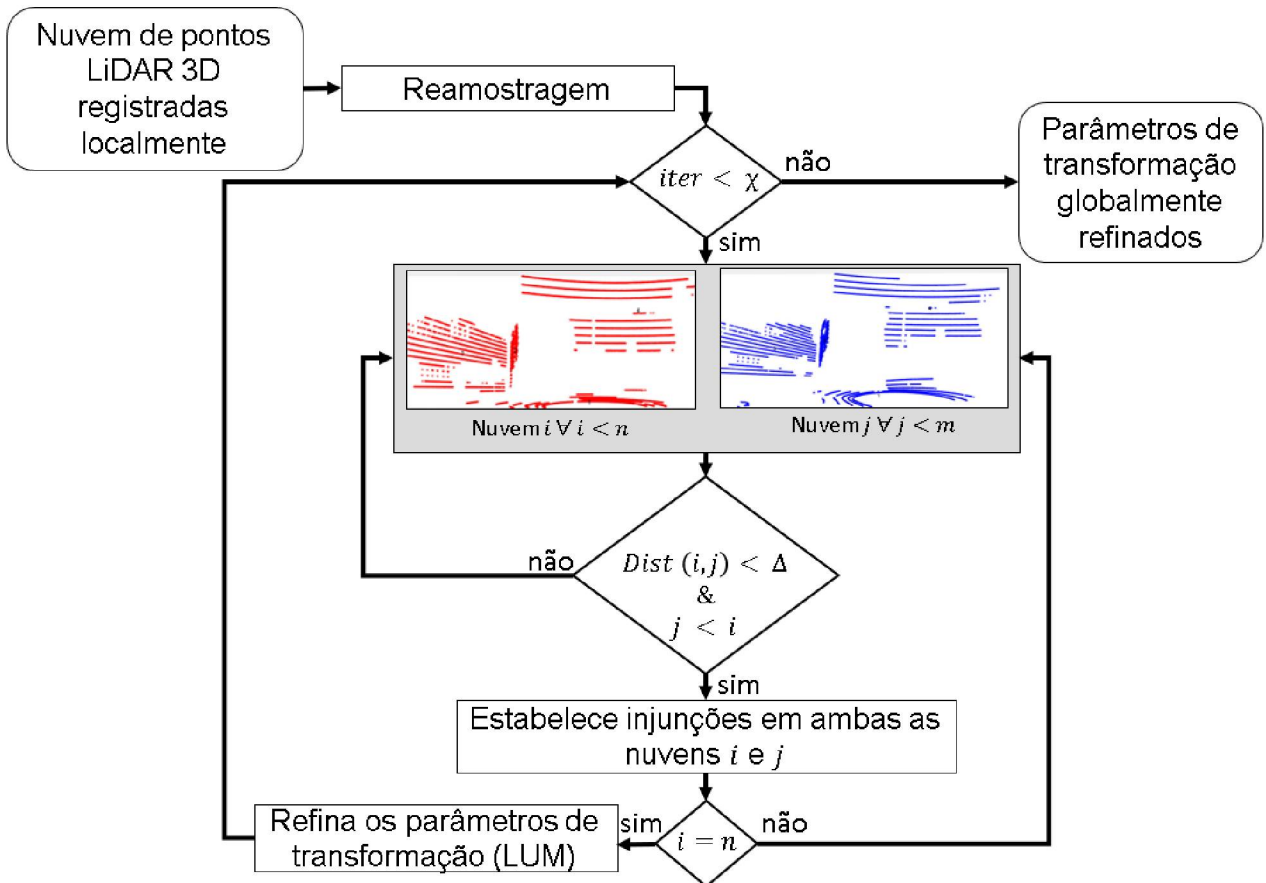 Nuvem de pontos
LiDAR 3D
registradas
localmente
Reamostragem
iter < χ
não
Parâmetros de
transformação
globalmente
refinados
sim
Nuvem i ∀ i < n
Nuvem j ∀ j < m
não
Dist (i,j) < Δ
&
j < i
sim
Estabelece injunções em ambas as
nuvens i e j
Refina os parâmetros de
transformação (LUM)
sim
i = n
não